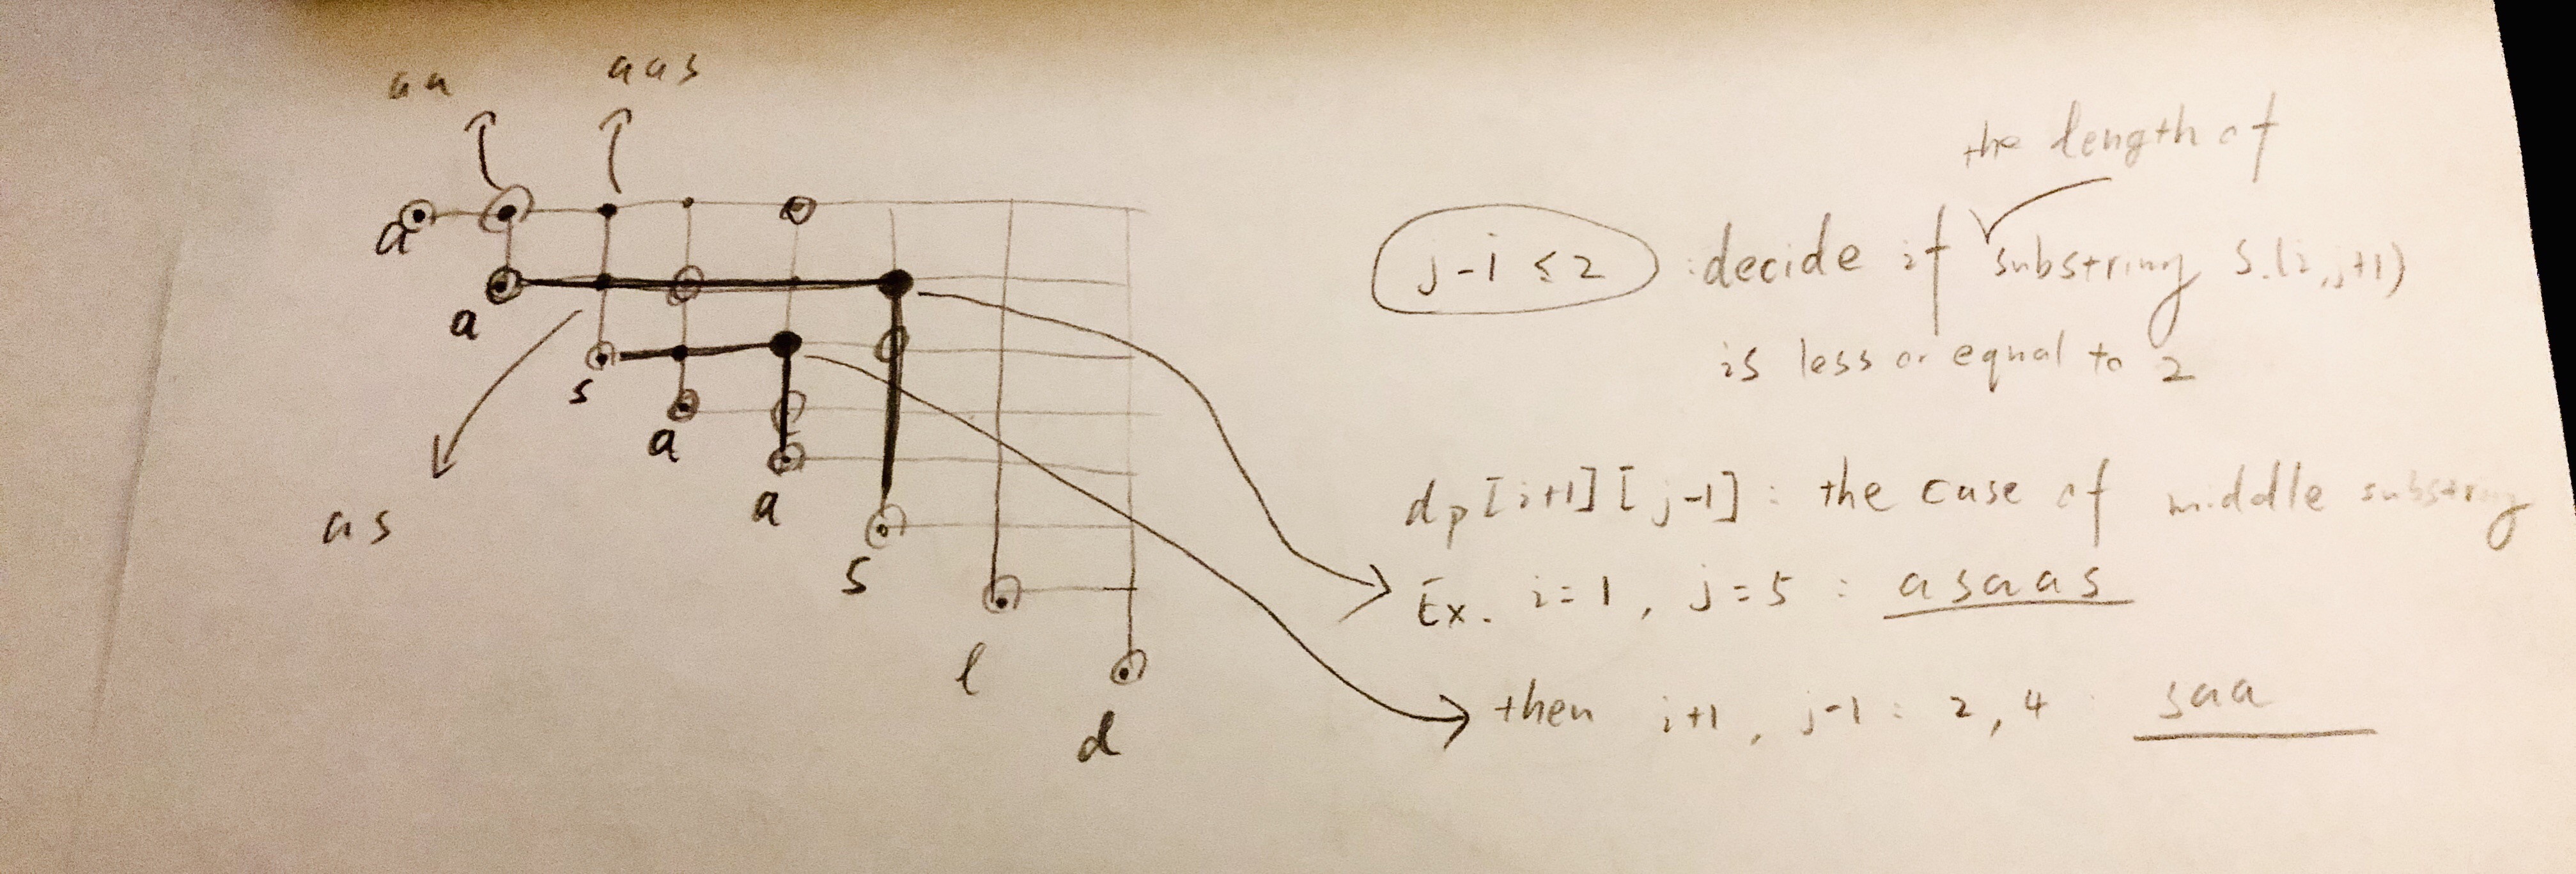 aa
aas
a
a
s
a
a
s
l
d
as
the length of
j-i ≤ 2 : decide if substring S.(i,j+1)
is less or equal to 2
dp[i+1][j-1] : the case of middle substring
Ex. i=1, j=5 : asaas
then i+1, j-1 : 2, 4 saa